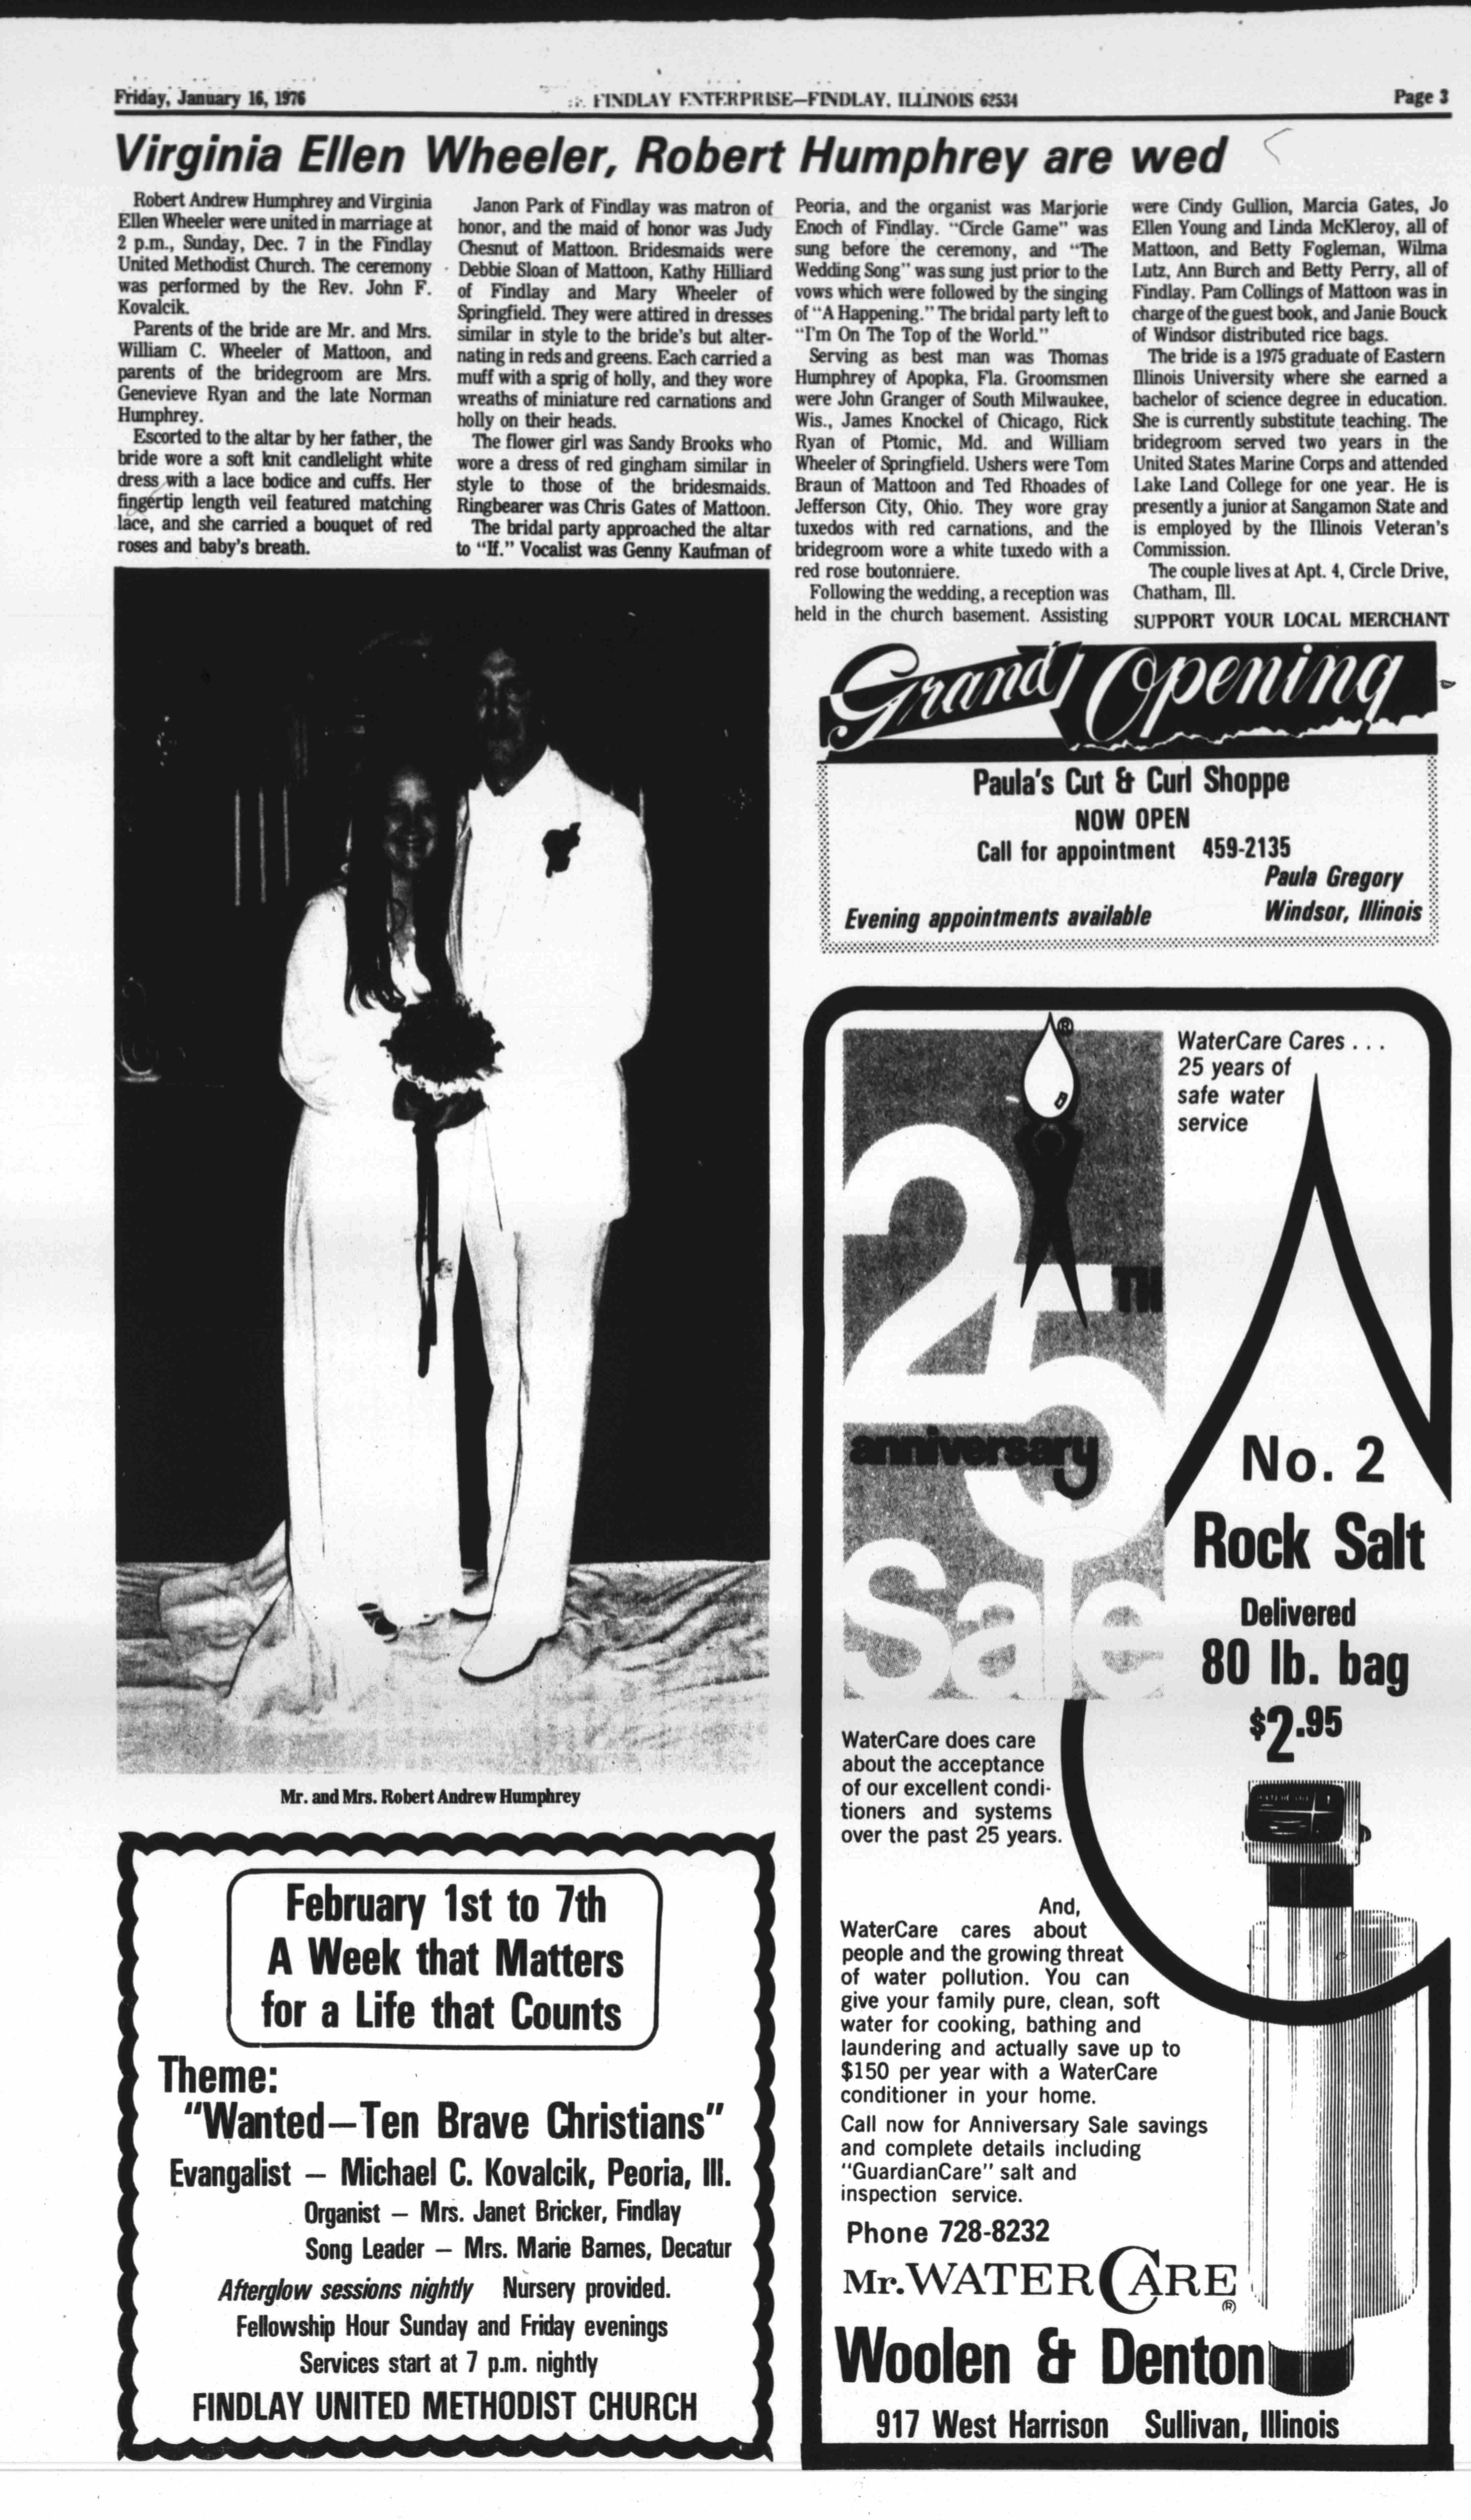 Friday, January 16, 1976
FINDLAY ENTERPRISE—FINDLAY, ILLINOIS 62534
Page 3
Virginia Ellen Wheeler, Robert Humphrey are wed
Robert Andrew Humphrey and Virginia
Ellen Wheeler were united in marriage at
2 p.m., Sunday, Dec. 7 in the Findlay
United Methodist Church. The ceremony
was performed by the Rev. John F.
Kovalcik.
Parents of the bride are Mr. and Mrs.
William C. Wheeler of Mattoon, and
parents of the bridegroom are Mrs.
Genevieve Ryan and the late Norman
Humphrey.
Escorted to the altar by her father, the
bride wore a soft knit candlelight white
dress with a lace bodice and cuffs. Her
fingertip length veil featured matching
lace, and she carried a bouquet of red
roses and baby's breath.
Janon Park of Findlay was matron of
honor, and the maid of honor was Judy
Chesnut of Mattoon. Bridesmaids were
Debbie Sloan of Mattoon, Kathy Hilliard
of Findlay and Mary Wheeler of
Springfield. They were attired in dresses
similar in style to the bride's but alter-
nating in reds and greens. Each carried a
muff with a sprig of holly, and they wore
wreaths of miniature red carnations and
holly on their heads.
The flower girl was Sandy Brooks who
wore a dress of red gingham similar in
style to those of the bridesmaids.
Ringbearer was Chris Gates of Mattoon.
The bridal party approached the altar
to "If." Vocalist was Genny Kaufman of
Peoria, and the organist was Marjorie
Enoch of Findlay. "Circle Game" was
sung before the ceremony, and "The
Wedding Song" was sung just prior to the
vows which were followed by the singing
of "A Happening." The bridal party left to
"I'm On The Top of the World."
Serving as best man was Thomas
Humphrey of Apopka, Fla. Groomsmen
were John Granger of South Milwaukee,
Wis., James Knockel of Chicago, Rick
Ryan of Ptomic, Md. and William
Wheeler of Springfield. Ushers were Tom
Braun of Mattoon and Ted Rhoades of
Jefferson City, Ohio. They wore gray
tuxedos with red carnations, and the
bridegroom wore a white tuxedo with a
red rose boutonniere.
Following the wedding, a reception was
held in the church basement. Assisting
were Cindy Gullion, Marcia Gates, Jo
Ellen Young and Linda McKleroy, all of
Mattoon, and Betty Fogleman, Wilma
Lutz, Ann Burch and Betty Perry, all of
Findlay. Pam Collings of Mattoon was in
charge of the guest book, and Janie Bouck
of Windsor distributed rice bags.
The bride is a 1975 graduate of Eastern
Illinois University where she earned a
bachelor of science degree in education.
She is currently substitute teaching. The
bridegroom served two years in the
United States Marine Corps and attended
Lake Land College for one year. He is
presently a junior at Sangamon State and
is employed by the Illinois Veteran's
Commission.
The couple lives at Apt. 4, Circle Drive,
Chatham, Ill.
SUPPORT YOUR LOCAL MERCHANT
Mr. and Mrs. Robert Andrew Humphrey
February 1st to 7th
A Week that Matters
for a Life that Counts
Theme:
"Wanted—Ten Brave Christians"
Evangalist — Michael C. Kovalcik, Peoria, Ill.
Organist — Mrs. Janet Bricker, Findlay
Song Leader — Mrs. Marie Barnes, Decatur
Afterglow sessions nightly Nursery provided.
Fellowship Hour Sunday and Friday evenings
Services start at 7 p.m. nightly
FINDLAY UNITED METHODIST CHURCH
Grand Opening
Paula's Cut & Curl Shoppe
NOW OPEN
Call for appointment 459-2135
Paula Gregory
Evening appointments available Windsor, Illinois
WaterCare Cares . . .
25 years of
safe water
service
25TH
anniversary
Sale
No. 2
Rock Salt
Delivered
80 lb. bag
$2.95
WaterCare does care
about the acceptance
of our excellent condi-
tioners and systems
over the past 25 years.
And,
WaterCare cares about
people and the growing threat
of water pollution. You can
give your family pure, clean, soft
water for cooking, bathing and
laundering and actually save up to
$150 per year with a WaterCare
conditioner in your home.
Call now for Anniversary Sale savings
and complete details including
"GuardianCare" salt and
inspection service.
Phone 728-8232
Mr. WATERCARE®
Woolen & Denton
917 West Harrison Sullivan, Illinois